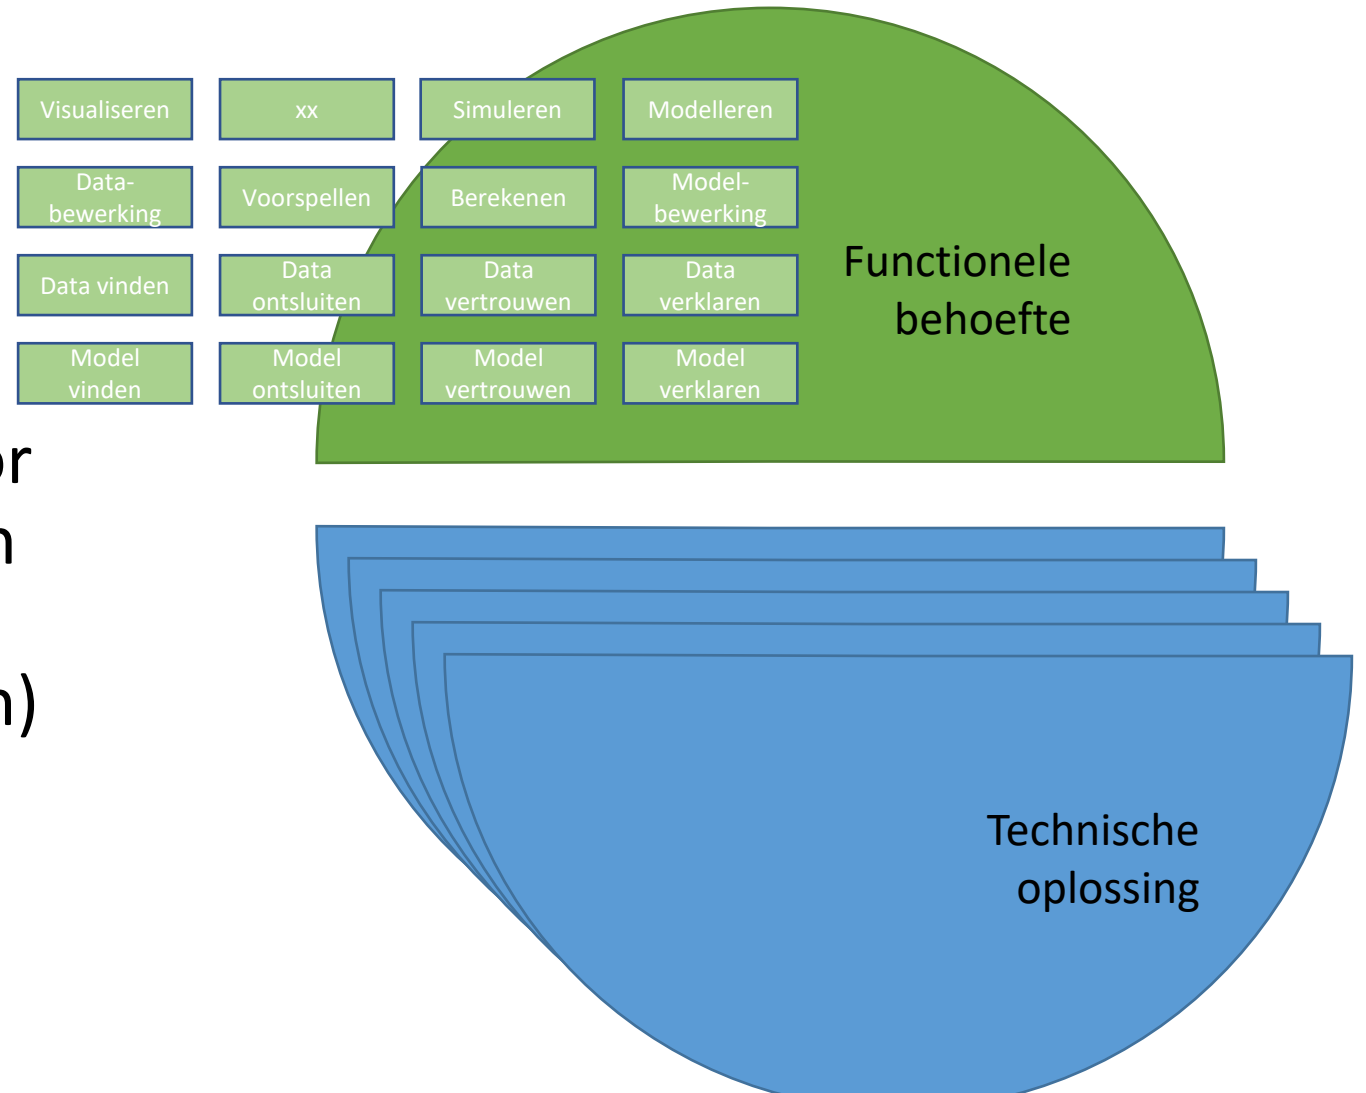 Visualiseren
xx
Simuleren
Modelleren
Data-
bewerking
Voorspellen
Berekenen
Model-
bewerking
Data vinden
Data
ontsluiten
Data
vertrouwen
Data
verklaren
Model
vinden
Model
ontsluiten
Model
vertrouwen
Model
verklaren
Functionele
behoefte
Technische
oplossing